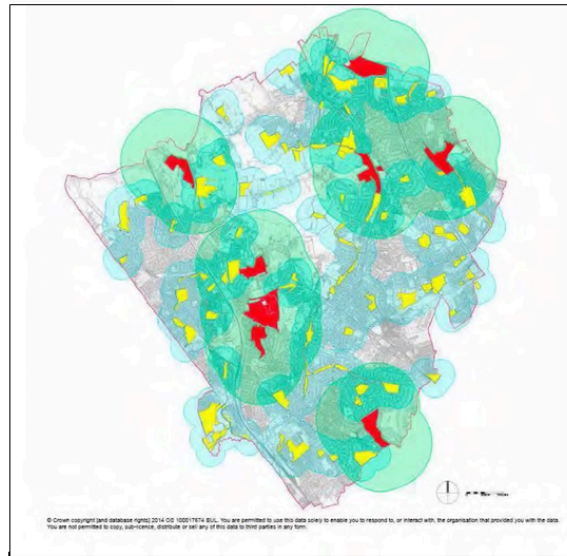 © Crown copyright [and database rights] 2014 OS 100017674 EUL. You are permitted to use this data solely to enable you to respond to, or interact with, the organisation that provided you with the data.
You are not permitted to copy, sub-licence, distribute or sell any of this data to third parties in any form.